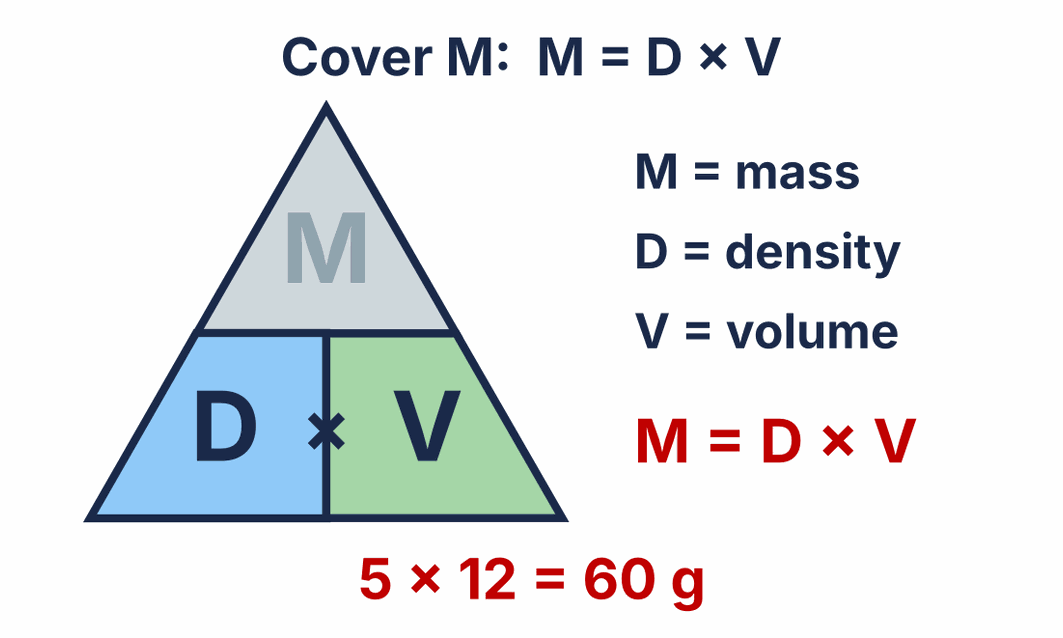 Cover M: M = D × V
M
D × V
M = mass
D = density
V = volume
M = D × V
5 × 12 = 60 g